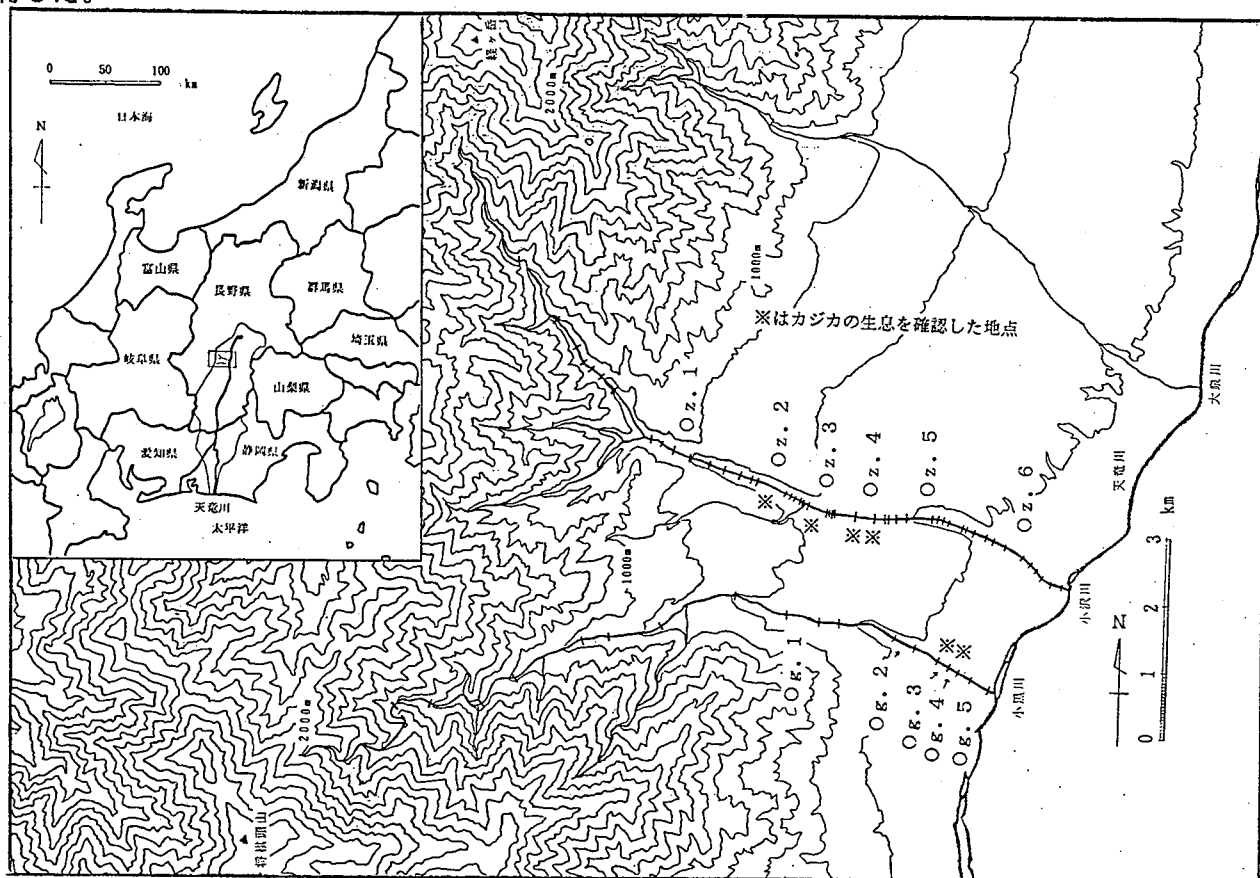 0 50 100 km
日本海
N
新潟県
富山県
長野県
群馬県
岐阜県
埼玉県
山梨県
愛知県
静岡県
天竜川
太平洋
経ヶ岳
2000m
1000m
※はカジカの生息を確認した地点
Oz. 1
Oz. 2
Oz. 3
Oz. 4
Oz. 5
Oz. 6
※
※
※※
大泉川
天竜川
小沢川
小黒川
1000m
2000m
将棋頭山
Og. 1
Og. 2
Og. 3
Og. 4
Og. 5
※※
N
0 1 2 3 km